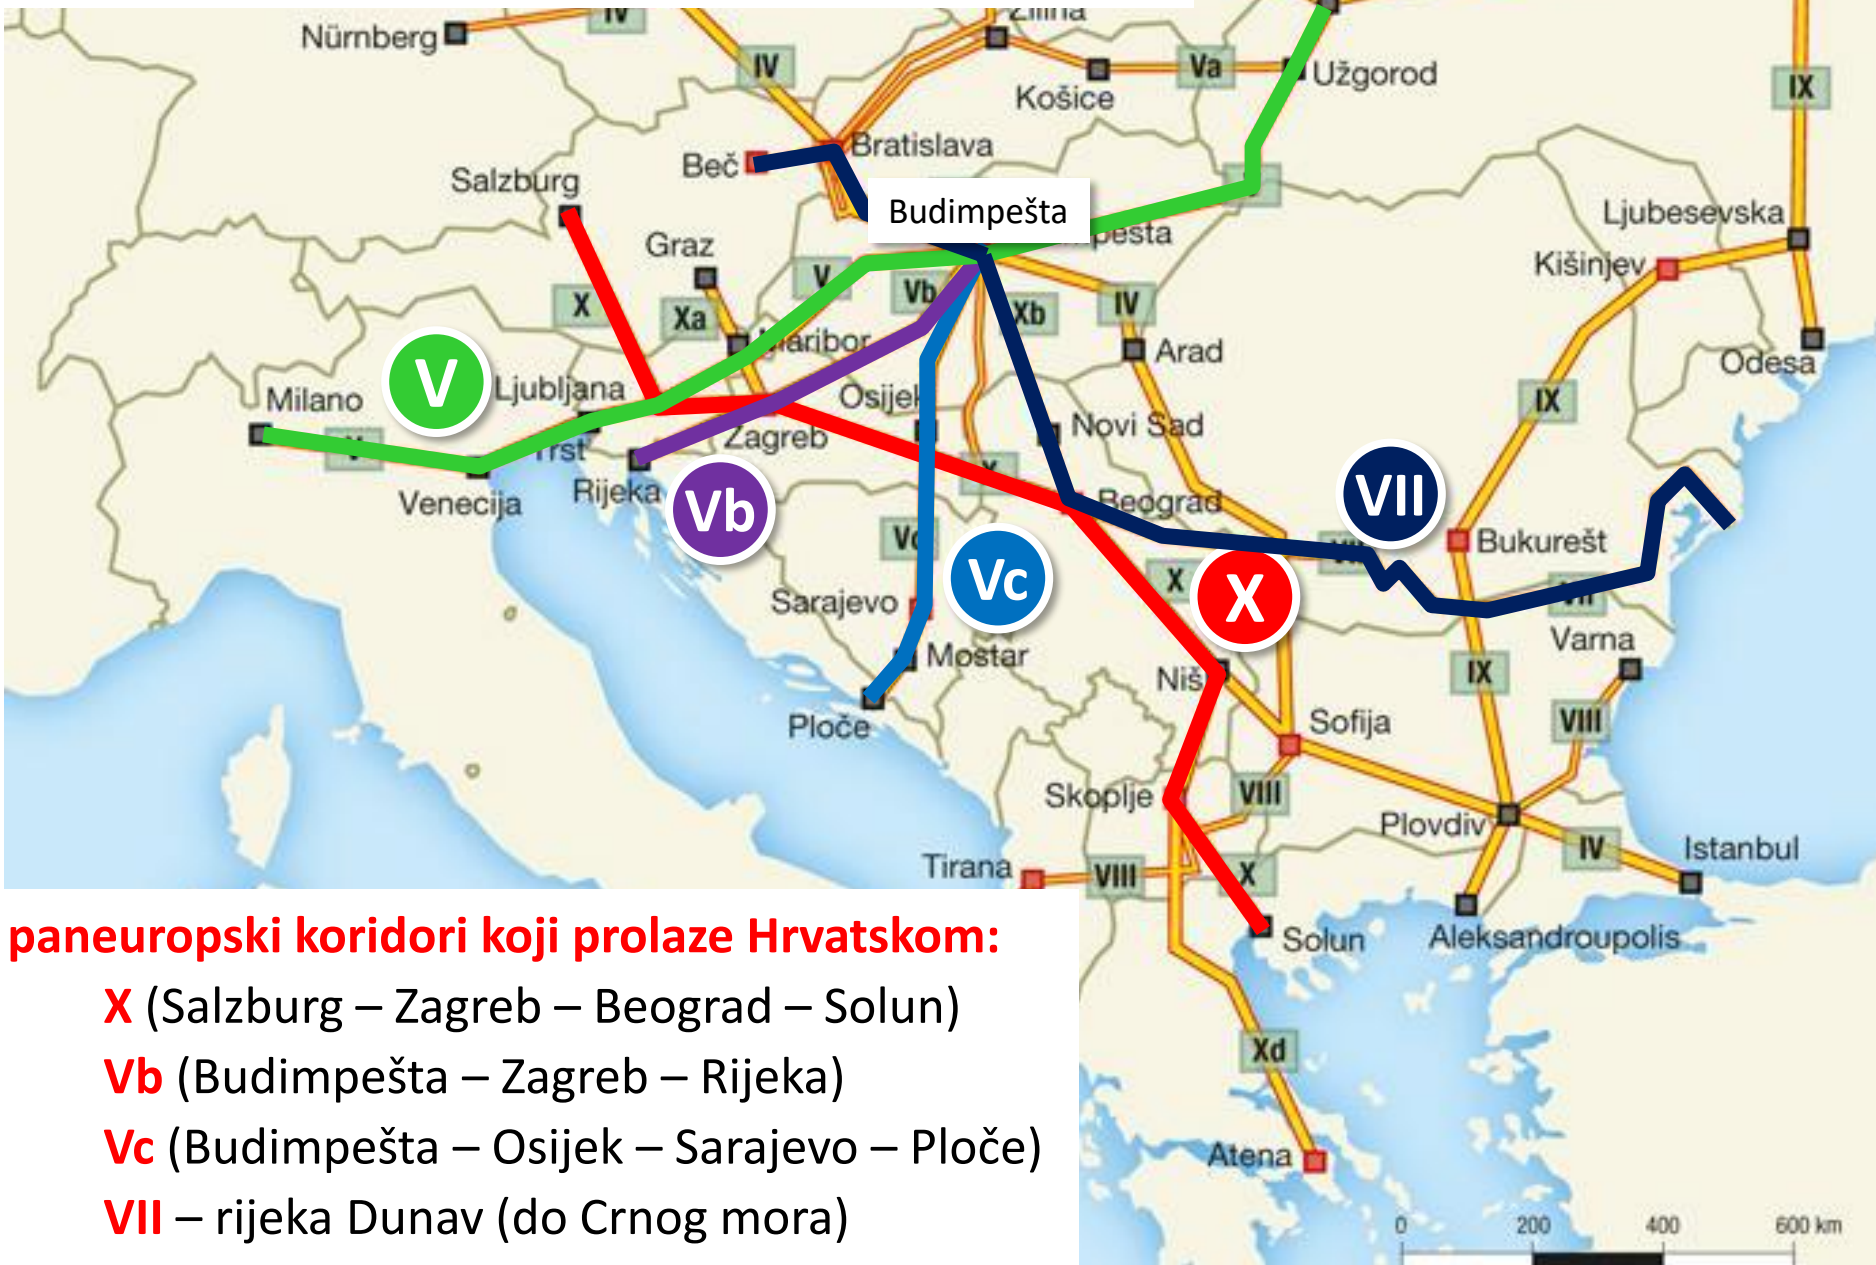 IV
Žilina
Nürnberg
IV
Va
Užgorod
Košice
IX
Bratislava
Beč
Salzburg
Budimpešta
Ljubesevska
pešta
Graz
Kišinjev
V
Vb
X
Xa
Xb
IV
Maribor
Arad
Odesa
V
Ljubljana
Milano
Osijek
IX
Novi Sad
Zagreb
V
Trst
X
VII
Venecija
Rijeka
Vb
Beograd
Vc
Bukurešt
VII
Vc
X
X
VII
Sarajevo
Varna
Mostar
Niš
IX
Ploče
Sofija
VIII
Skoplje
VIII
Plovdiv
IV
Istanbul
Tirana
VIII
X
Solun
Aleksandroupolis
Xd
Atena
0 200 400 600 km
paneuropski koridori koji prolaze Hrvatskom:
X (Salzburg – Zagreb – Beograd – Solun)
Vb (Budimpešta – Zagreb – Rijeka)
Vc (Budimpešta – Osijek – Sarajevo – Ploče)
VII – rijeka Dunav (do Crnog mora)